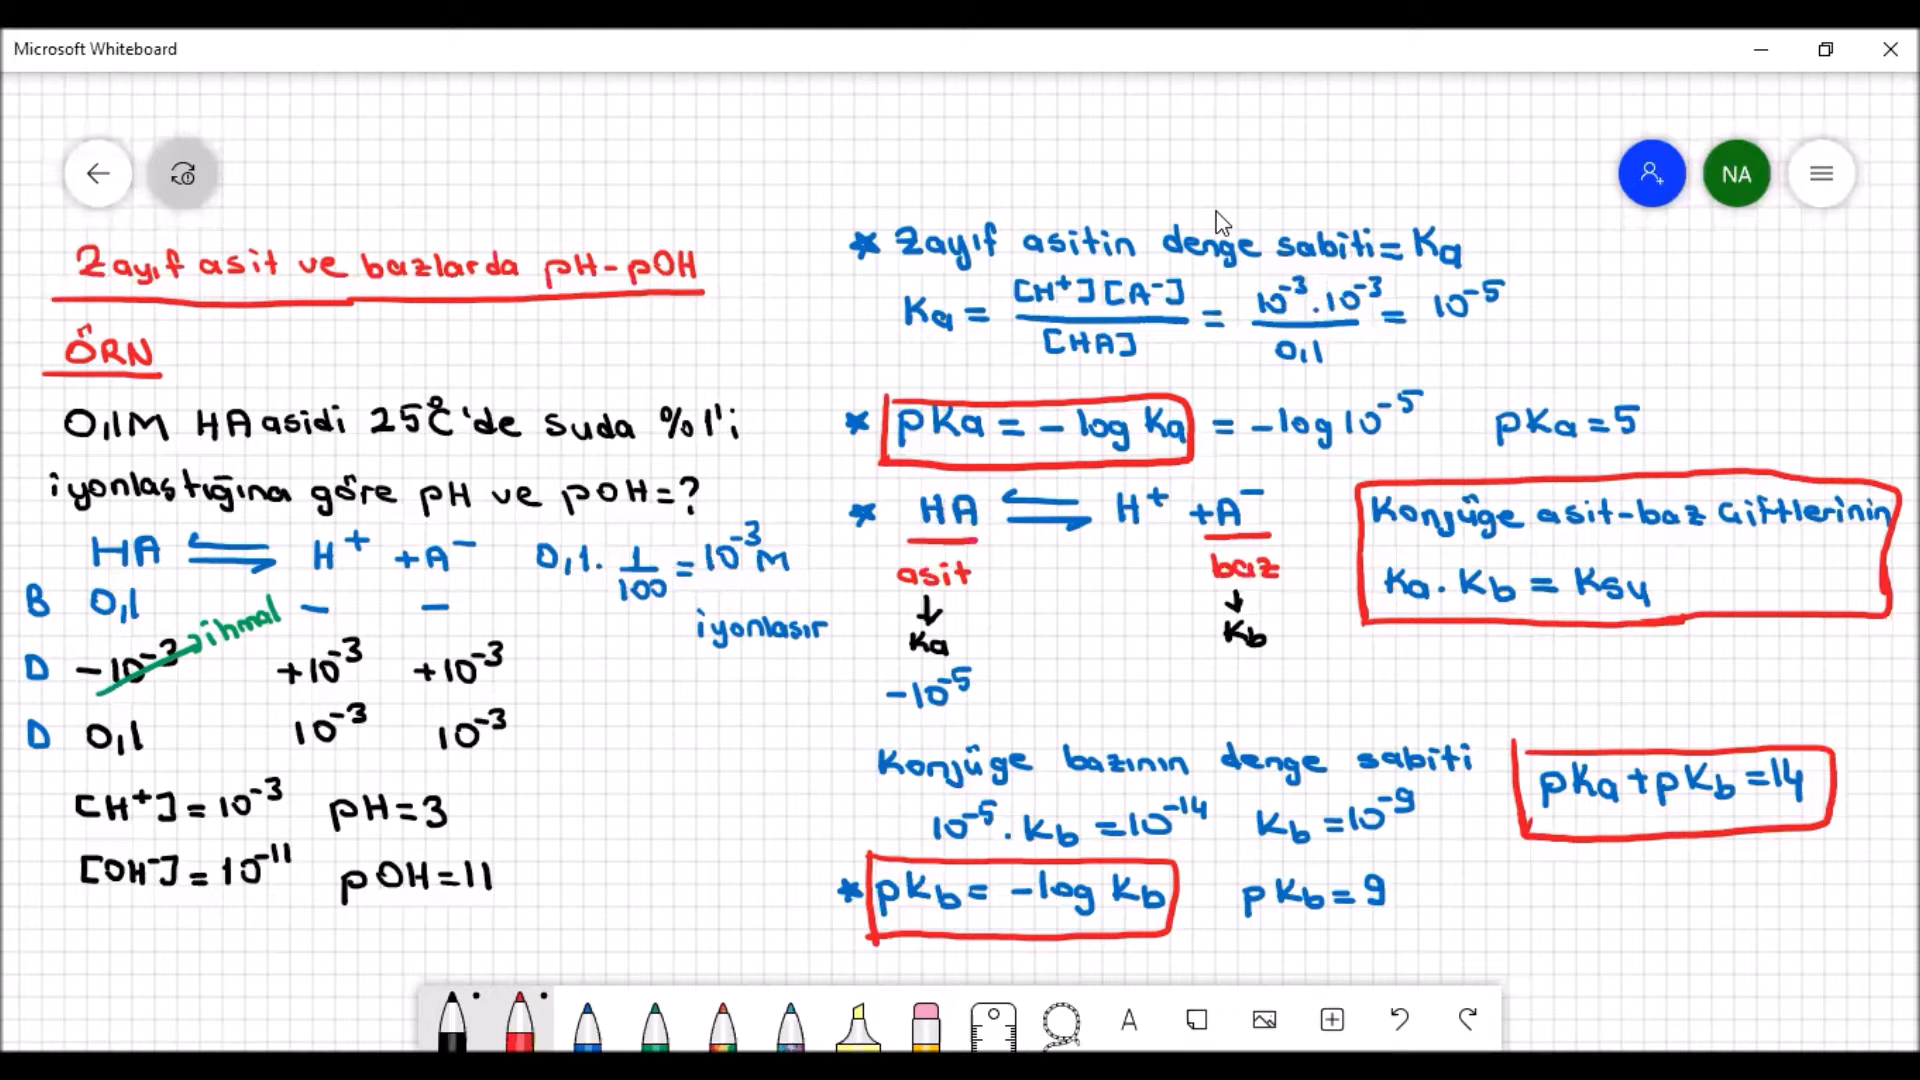 Microsoft Whiteboard
NA
Zayıf asit ve bazlarda pH-pOH
ÖRN
0,1M HA asidi 25°C'de suda %1'i
iyonlaştığına göre pH ve pOH=?
HA ⇌ H⁺ + A⁻ 0,1 . 1/100 = 10⁻³ M
iyonlaşır
B 0,1 – –
ihmal
D -10⁻³ +10⁻³ +10⁻³
D 0,1 10⁻³ 10⁻³
[H⁺] = 10⁻³ pH=3
[OH⁻] = 10⁻¹¹ pOH=11
* Zayıf asitin denge sabiti = Ka
Ka = [H⁺][A⁻] / [HA] = 10⁻³.10⁻³ / 0,1 = 10⁻⁵
* pKa = -log Ka = -log10⁻⁵ pKa=5
* HA ⇌ H⁺ + A⁻
asit baz
↓ ↓
Ka Kb
-10⁻⁵
Konjüge asit-baz çiftlerinin
Ka . Kb = Ksu
Konjüge bazının denge sabiti
10⁻⁵ . Kb = 10⁻¹⁴ Kb = 10⁻⁹
pKa + pKb = 14
* pKb = -log Kb pKb = 9
A